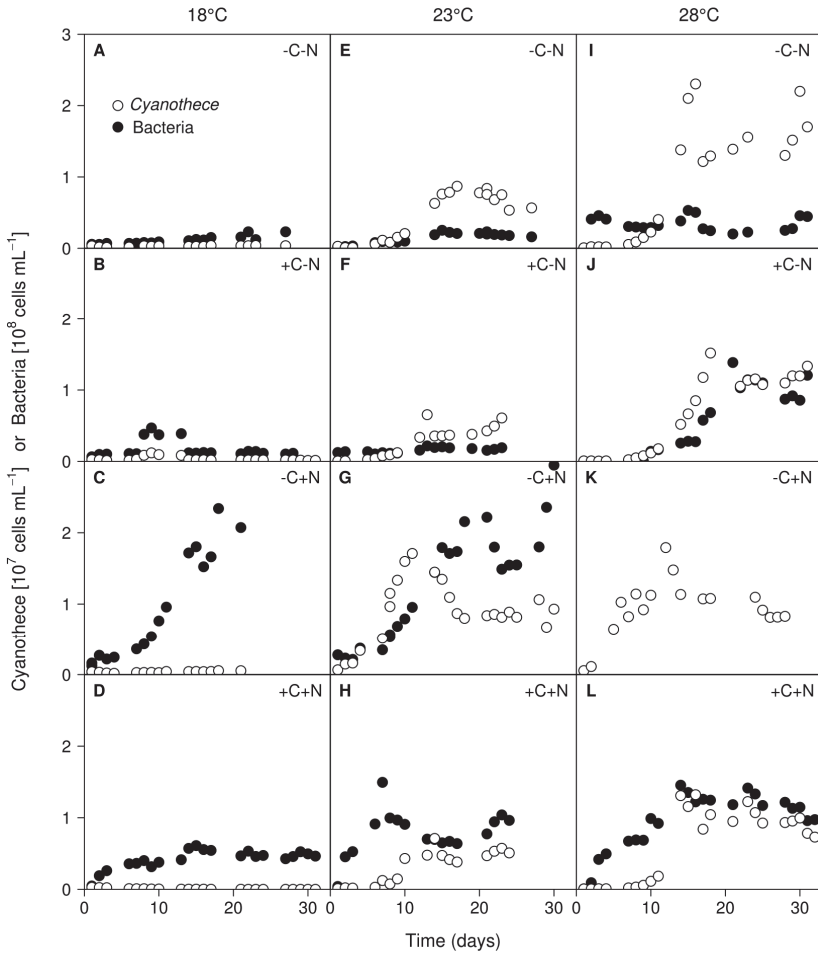 18°C 23°C 28°C
3 A -C-N E -C-N I -C-N
Cyanothece
Bacteria
2
1
0
B +C-N F +C-N J +C-N
2
1
0
C -C+N G -C+N K -C+N
2
1
0
D +C+N H +C+N L +C+N
2
1
0
0 10 20 30 0 10 20 30 0 10 20 30
Time (days)
Cyanothece [10⁷ cells mL⁻¹] or Bacteria [10⁸ cells mL⁻¹]